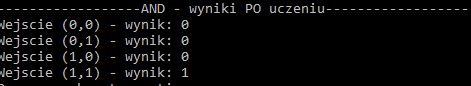 ------------------AND - wyniki PO uczeniu------------------
Wejscie (0,0) - wynik: 0
Wejscie (0,1) - wynik: 0
Wejscie (1,0) - wynik: 0
Wejscie (1,1) - wynik: 1